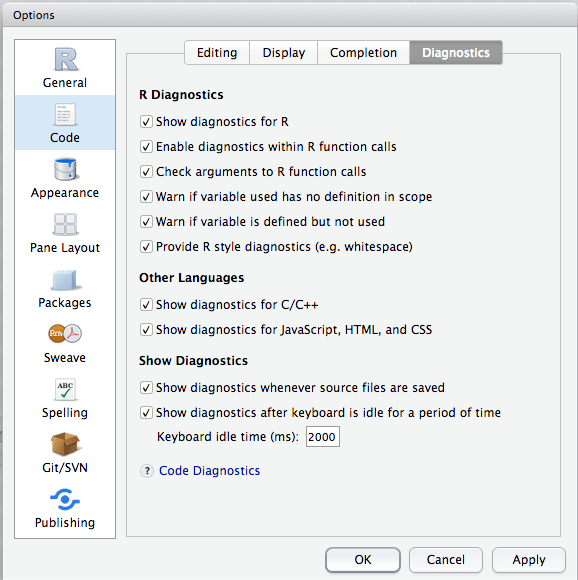 Options
General
Code
Appearance
Pane Layout
Packages
Rnw
Sweave
ABC
Spelling
Git/SVN
Publishing
Editing Display Completion Diagnostics
R Diagnostics
Show diagnostics for R
Enable diagnostics within R function calls
Check arguments to R function calls
Warn if variable used has no definition in scope
Warn if variable is defined but not used
Provide R style diagnostics (e.g. whitespace)
Other Languages
Show diagnostics for C/C++
Show diagnostics for JavaScript, HTML, and CSS
Show Diagnostics
Show diagnostics whenever source files are saved
Show diagnostics after keyboard is idle for a period of time
Keyboard idle time (ms): 2000
? Code Diagnostics
OK Cancel Apply